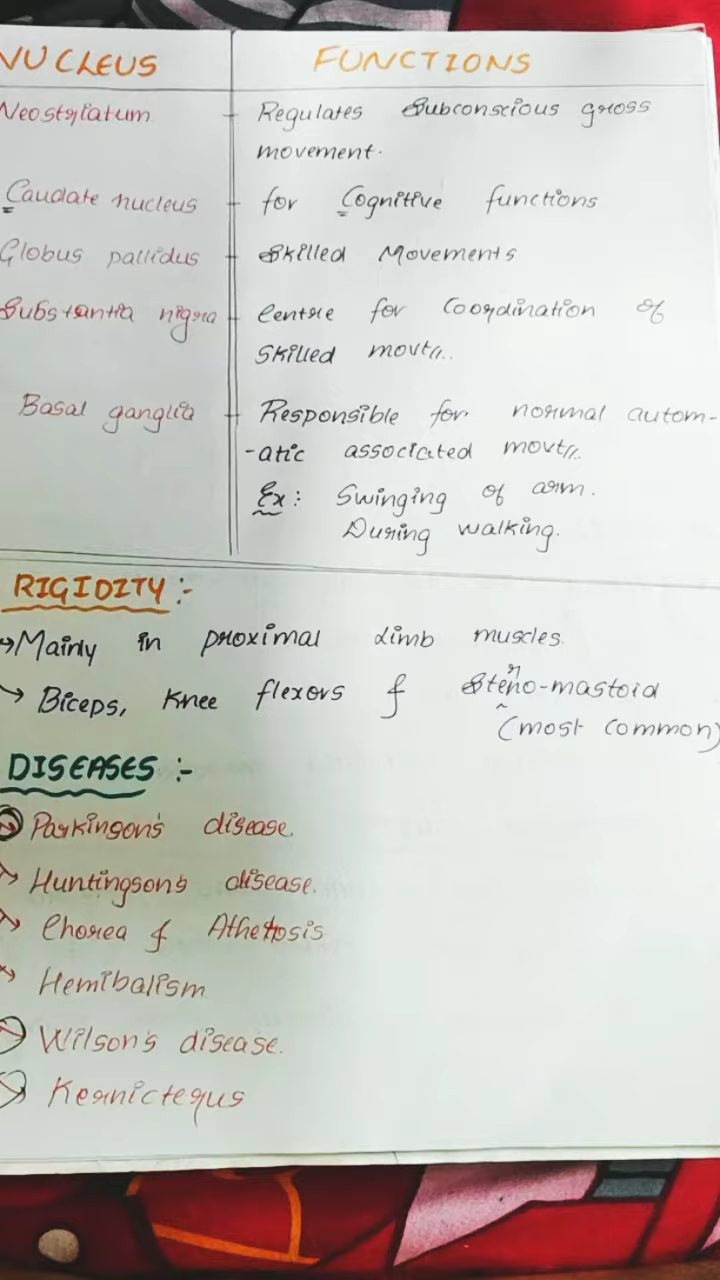 NUCLEUS FUNCTIONS
Neostriatum - Regulates Subconscious gross
movement.
Caudate nucleus - for Cognitive functions
Globus pallidus - Skilled Movements
Substantia nigra - Centre for Coordination of
Skilled movt//..
Basal ganglia - Responsible for normal autom-
-atic associated movt//.
Ex: Swinging of arm.
During walking.
RIGIDITY :-
→ Mainly in proximal limb muscles.
→ Biceps, Knee flexors & Sterno-mastoid
(most common)
DISEASES :-
Parkingson's disease.
→ Huntingson's disease.
→ Chorea & Athetosis
→ Hemibalism
Wilson's disease.
Kernicterus